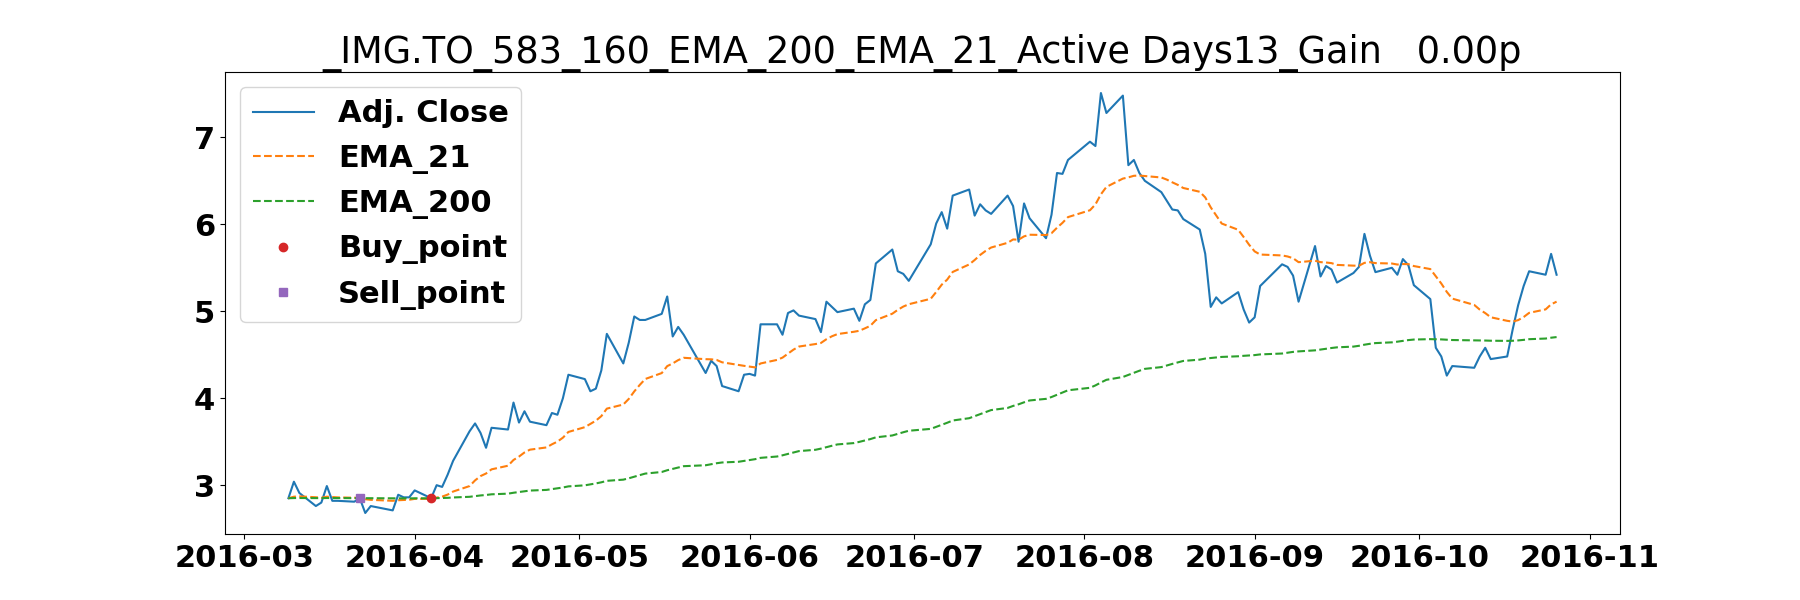 _IMG.TO_583_160_EMA_200_EMA_21_Active Days13_Gain   0.00p
Adj. Close
EMA_21
EMA_200
Buy_point
Sell_point
7
6
5
4
3
2016-03 2016-04 2016-05 2016-06 2016-07 2016-08 2016-09 2016-10 2016-11